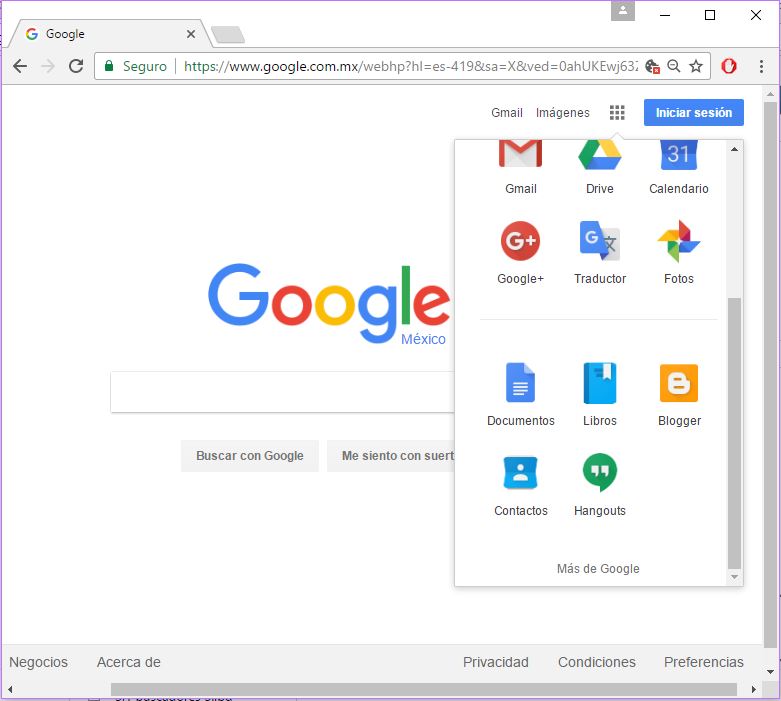 Google
Seguro
https://www.google.com.mx/webhp?hl=es-419&sa=X&ved=0ahUKEwj63
Gmail Imágenes Iniciar sesión
31
Gmail Drive Calendario
G+ G
Google+ Traductor Fotos
Google
México
Documentos Libros Blogger
Buscar con Google Me siento con suert
Contactos Hangouts
Más de Google
Negocios Acerca de Privacidad Condiciones Preferencias